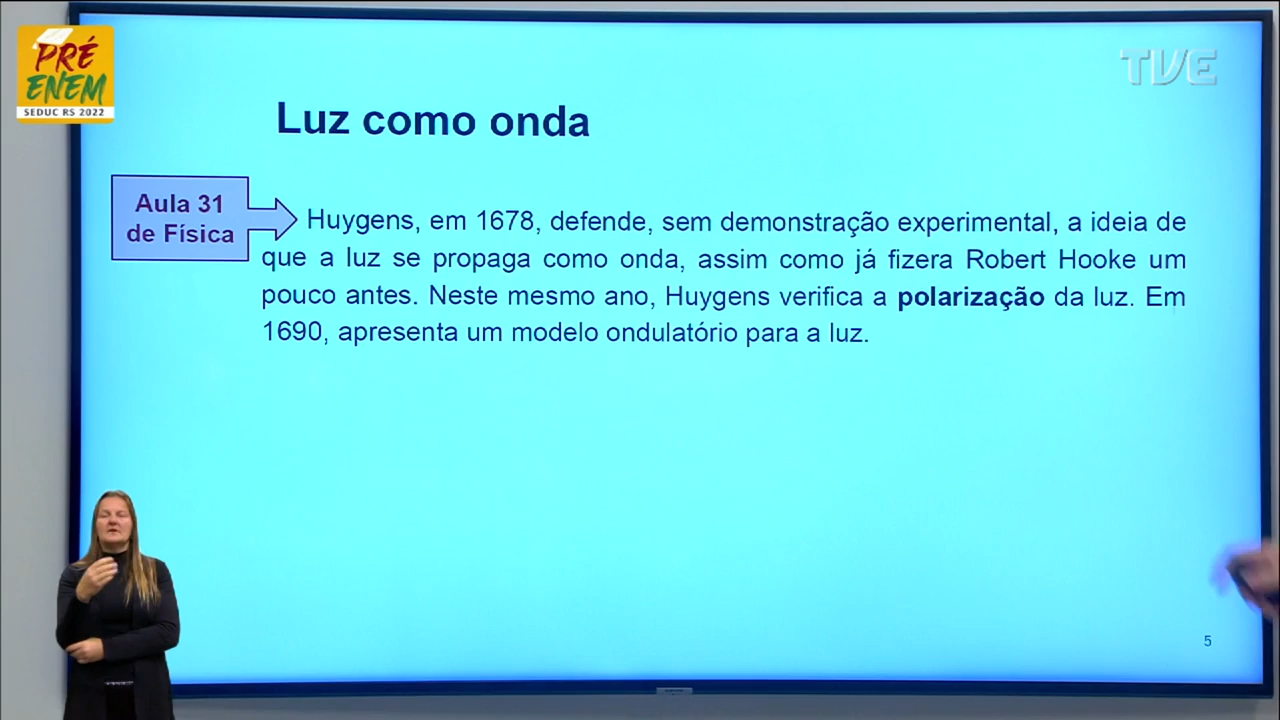 PRÉ
ENEM
SEDUC RS 2022
TVE
Luz como onda
Aula 31
de Física
Huygens, em 1678, defende, sem demonstração experimental, a ideia de
que a luz se propaga como onda, assim como já fizera Robert Hooke um
pouco antes. Neste mesmo ano, Huygens verifica a polarização da luz. Em
1690, apresenta um modelo ondulatório para a luz.
5